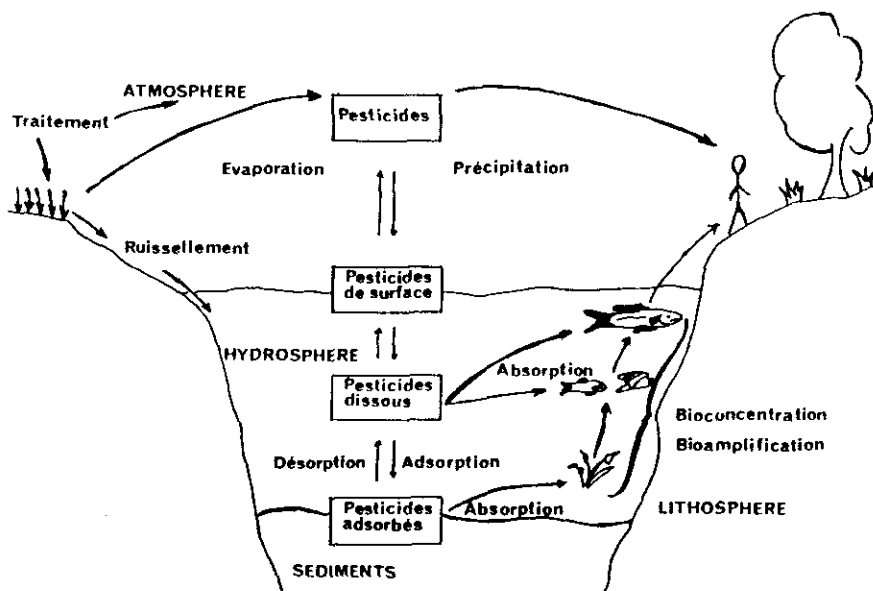 ATMOSPHERE
Traitement
Pesticides
Evaporation
Précipitation
Ruissellement
Pesticides
de surface
HYDROSPHERE
Absorption
Pesticides
dissous
Bioconcentration
Bioamplification
Désorption
Adsorption
Pesticides
adsorbés
Absorption
LITHOSPHERE
SEDIMENTS